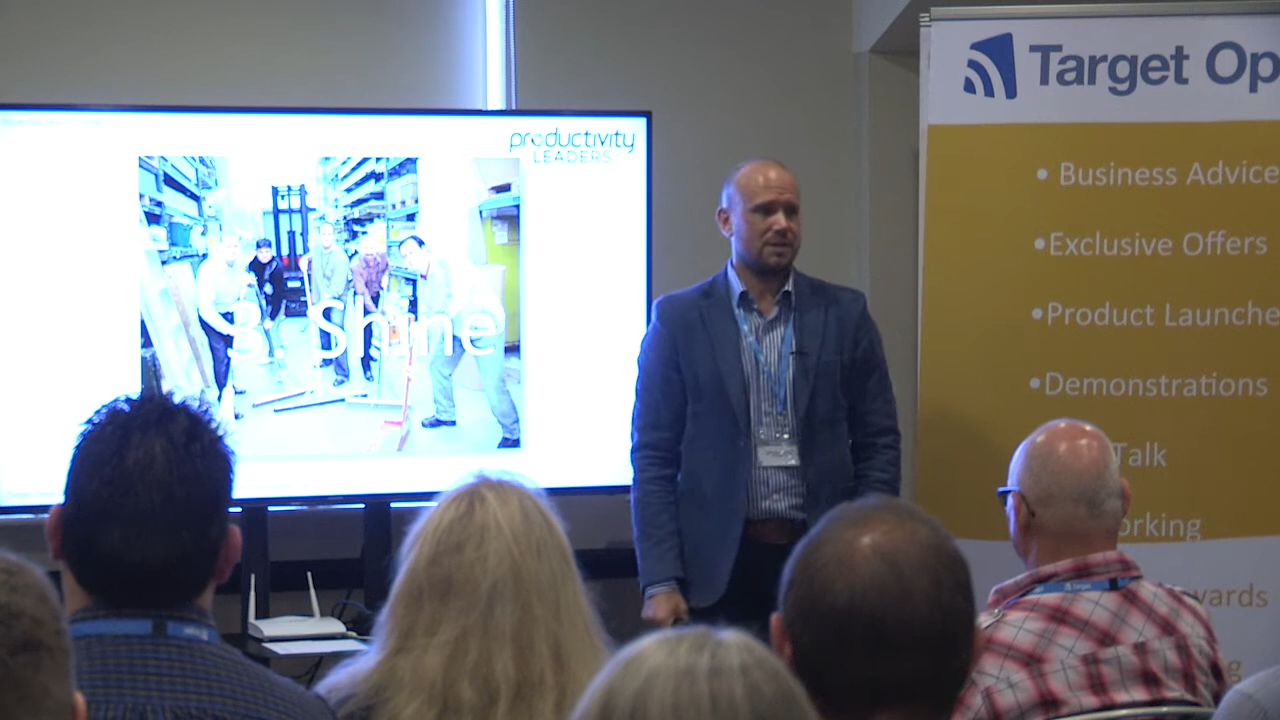 productivity
LEADERS
3. Shine
Target Op
• Business Advice
•Exclusive Offers
•Product Launche
•Demonstrations
Talk
orking
wards
g